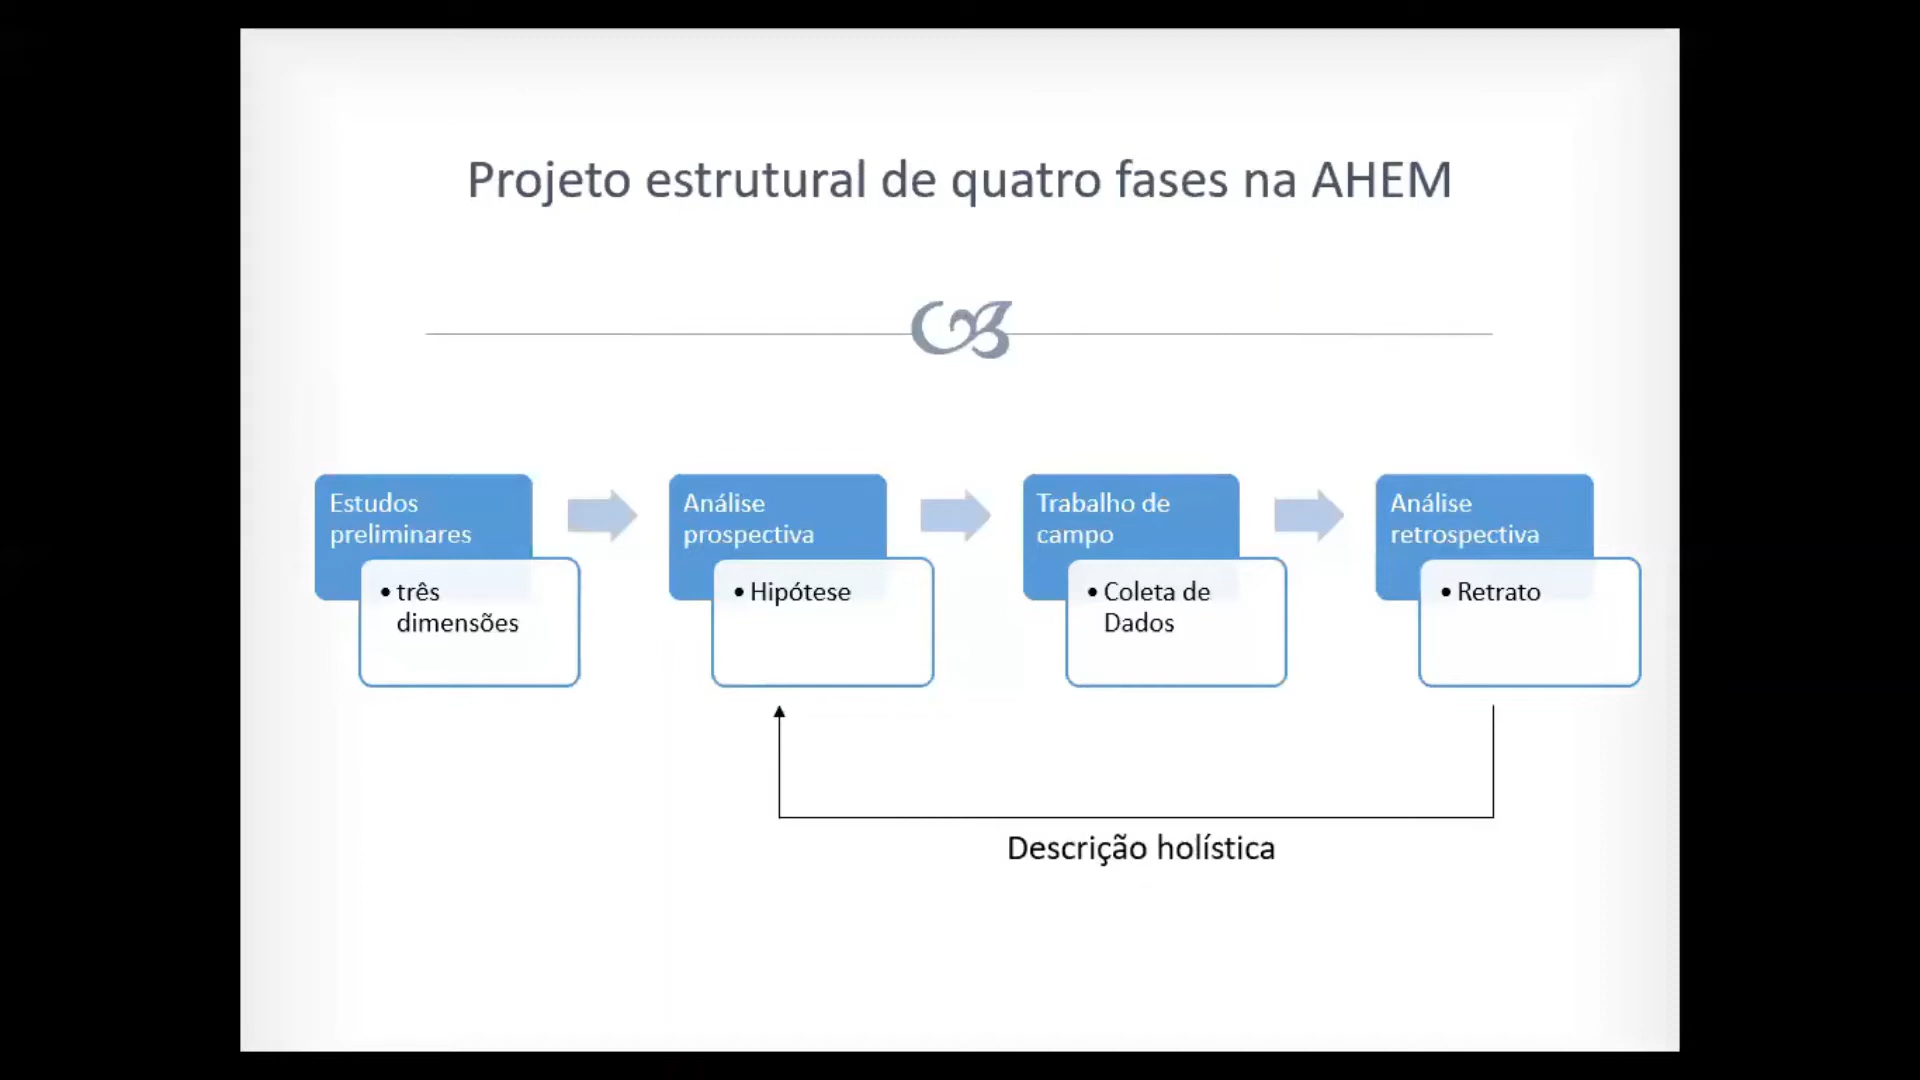 Projeto estrutural de quatro fases na AHEM
Estudos
preliminares
• três
dimensões
Análise
prospectiva
• Hipótese
Trabalho de
campo
• Coleta de
Dados
Análise
retrospectiva
• Retrato
Descrição holística